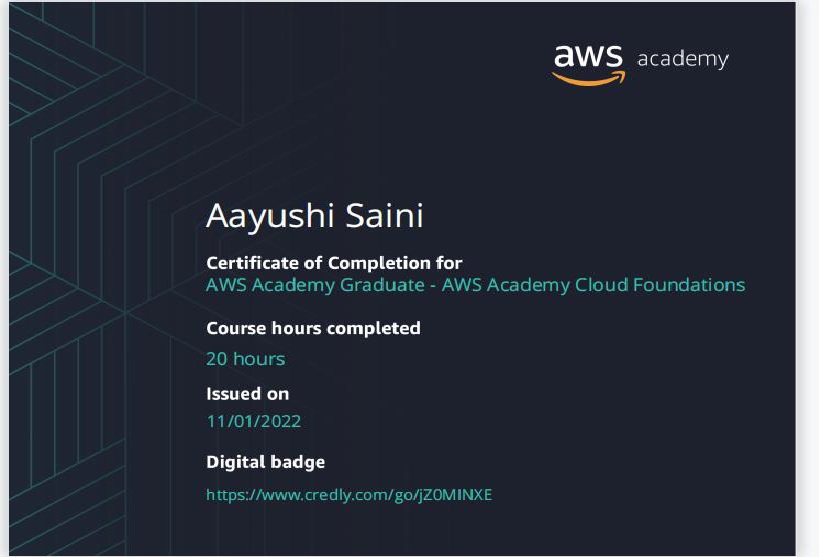 aws academy
Aayushi Saini
Certificate of Completion for
AWS Academy Graduate - AWS Academy Cloud Foundations
Course hours completed
20 hours
Issued on
11/01/2022
Digital badge
https://www.credly.com/go/jZ0MINXE